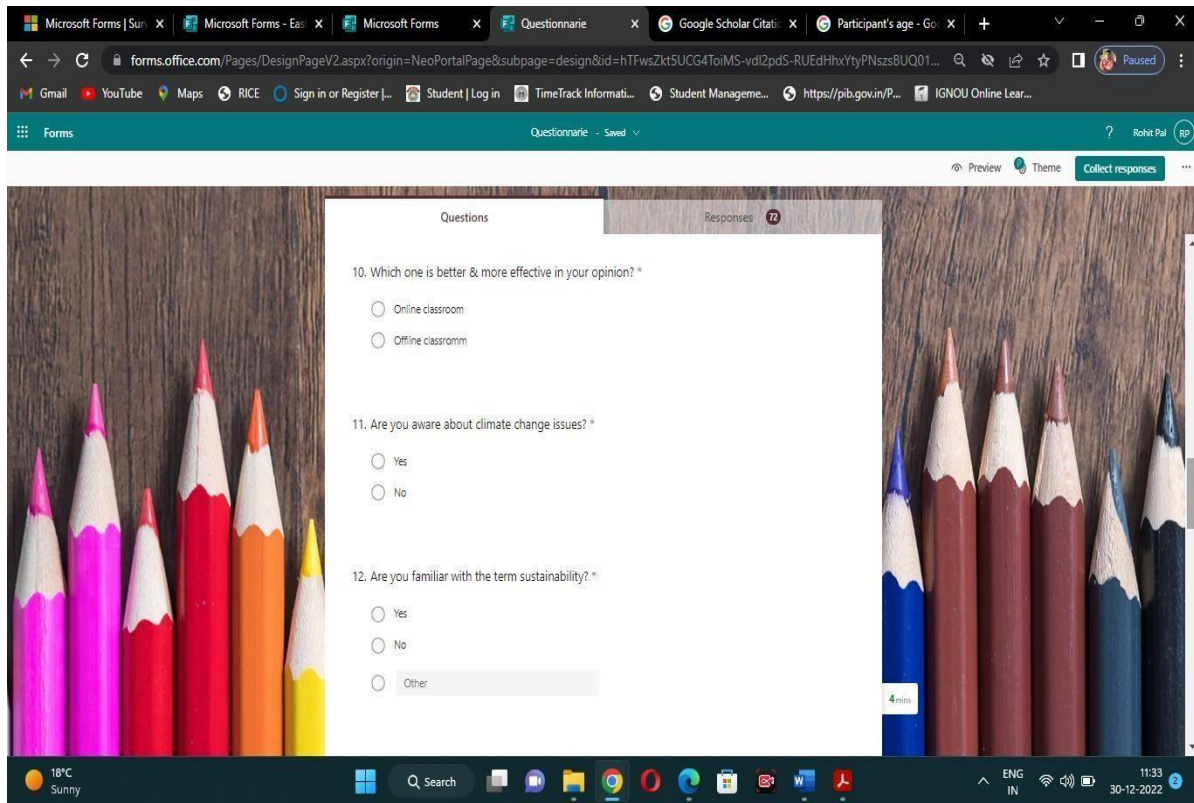 Microsoft Forms | Sur
Microsoft Forms - Eas
Microsoft Forms
Questionnarie
Google Scholar Citatic
Participant's age - Go
forms.office.com/Pages/DesignPageV2.aspx?origin=NeoPortalPage&subpage=design&id=hTFwsZkt5UCG4ToiMS-vdl2pdS-RUEdHhxYtyPNszsBUQ01...
Paused
Gmail YouTube Maps RICE Sign in or Register |... Student | Log in TimeTrack Informati... Student Manageme... https://pib.gov.in/P... IGNOU Online Lear...
Forms Questionnarie - Saved ? Rohit Pal RP
Preview Theme Collect responses ...
Questions Responses 72
10. Which one is better & more effective in your opinion? *
Online classroom
Offline classromm
11. Are you aware about climate change issues? *
Yes
No
12. Are you familiar with the term sustainability? *
Yes
No
Other
4 mins
18°C
Sunny
Search
ENG
IN
11:33
30-12-2022
2